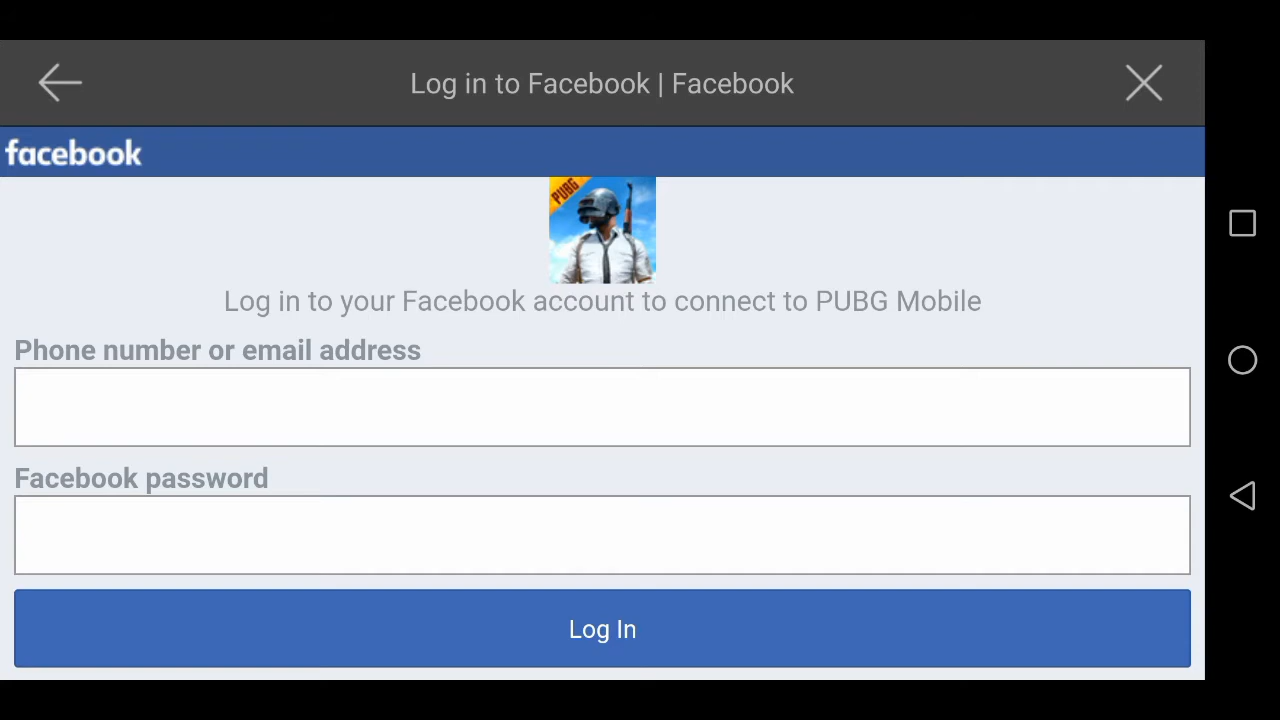 Log in to Facebook | Facebook
facebook
PUBG
Log in to your Facebook account to connect to PUBG Mobile
Phone number or email address
Facebook password
Log In